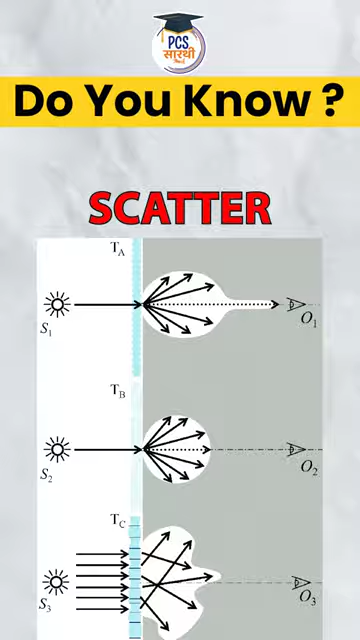 PCS
सारथी
Do You Know ?
SCATTER
TA
S1
O1
TB
S2
O2
TC
S3
O3